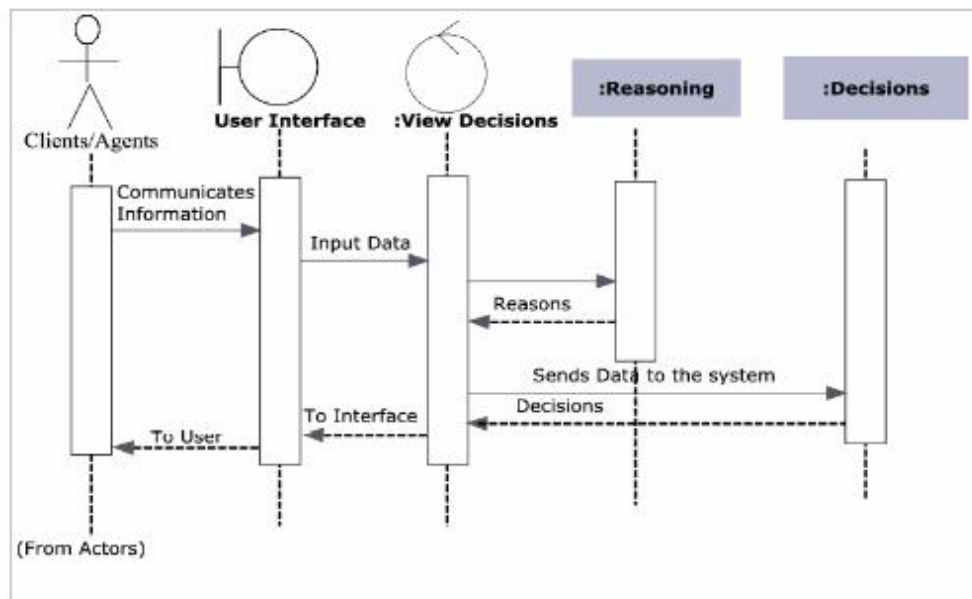 :Reasoning
:Decisions
Clients/Agents
User Interface
:View Decisions
Communicates
Information
Input Data
Reasons
Sends Data to the system
Decisions
To Interface
To User
(From Actors)